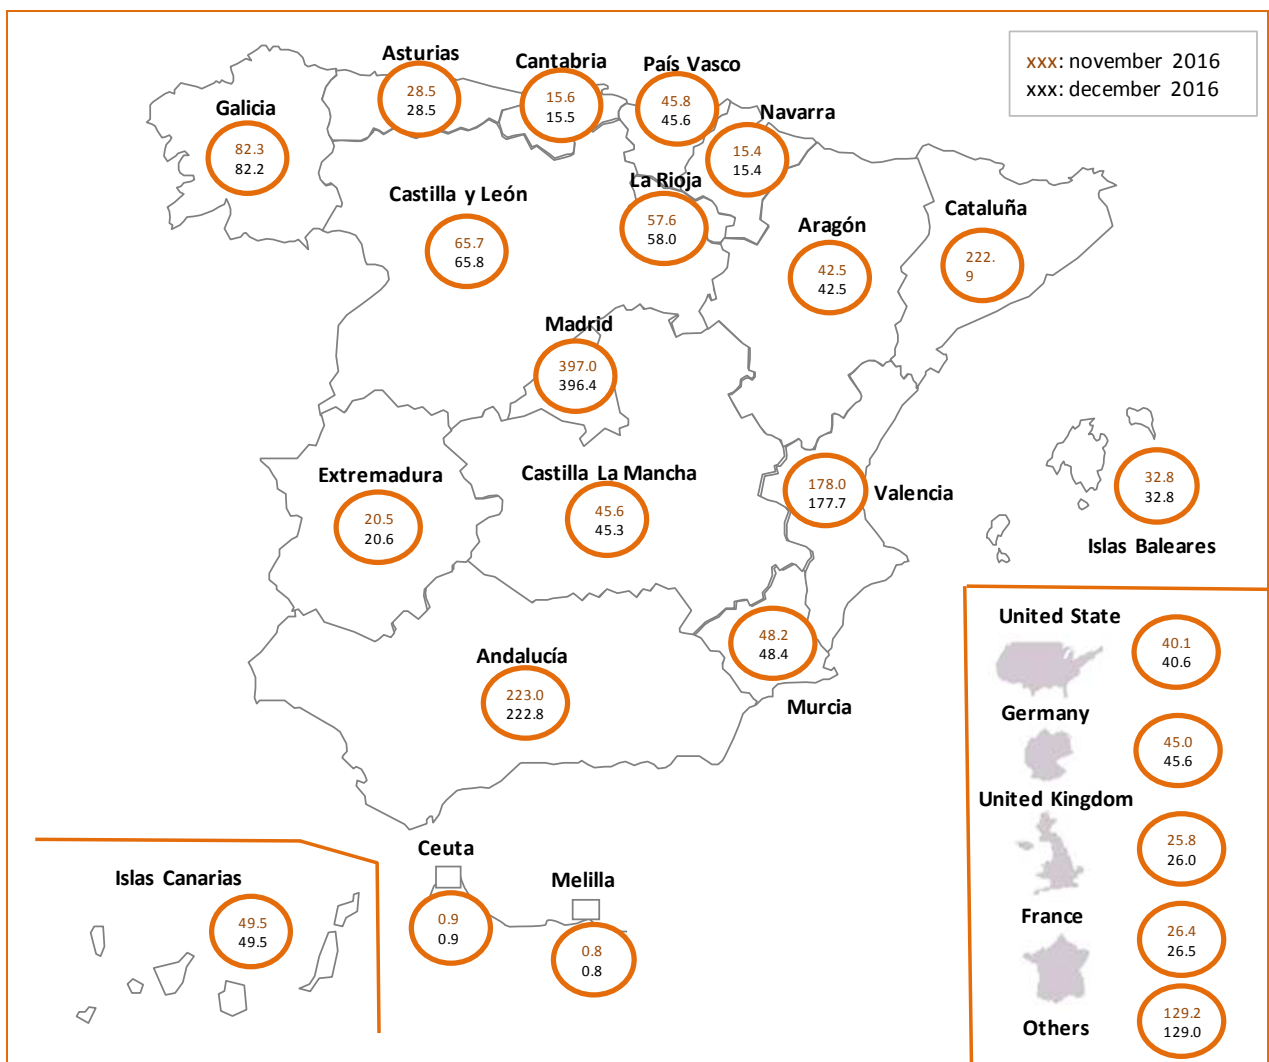 xxx: november 2016
xxx: december 2016
Asturias
28.5
28.5
Cantabria
15.6
15.5
País Vasco
45.8
45.6
Navarra
15.4
15.4
Galicia
82.3
82.2
Castilla y León
65.7
65.8
La Rioja
57.6
58.0
Aragón
42.5
42.5
Cataluña
222.
9
Madrid
397.0
396.4
Extremadura
20.5
20.6
Castilla La Mancha
45.6
45.3
178.0
177.7
Valencia
32.8
32.8
Islas Baleares
Andalucía
223.0
222.8
48.2
48.4
Murcia
United State
40.1
40.6
Germany
45.0
45.6
United Kingdom
25.8
26.0
France
26.4
26.5
Others
129.2
129.0
Islas Canarias
49.5
49.5
Ceuta
0.9
0.9
Melilla
0.8
0.8